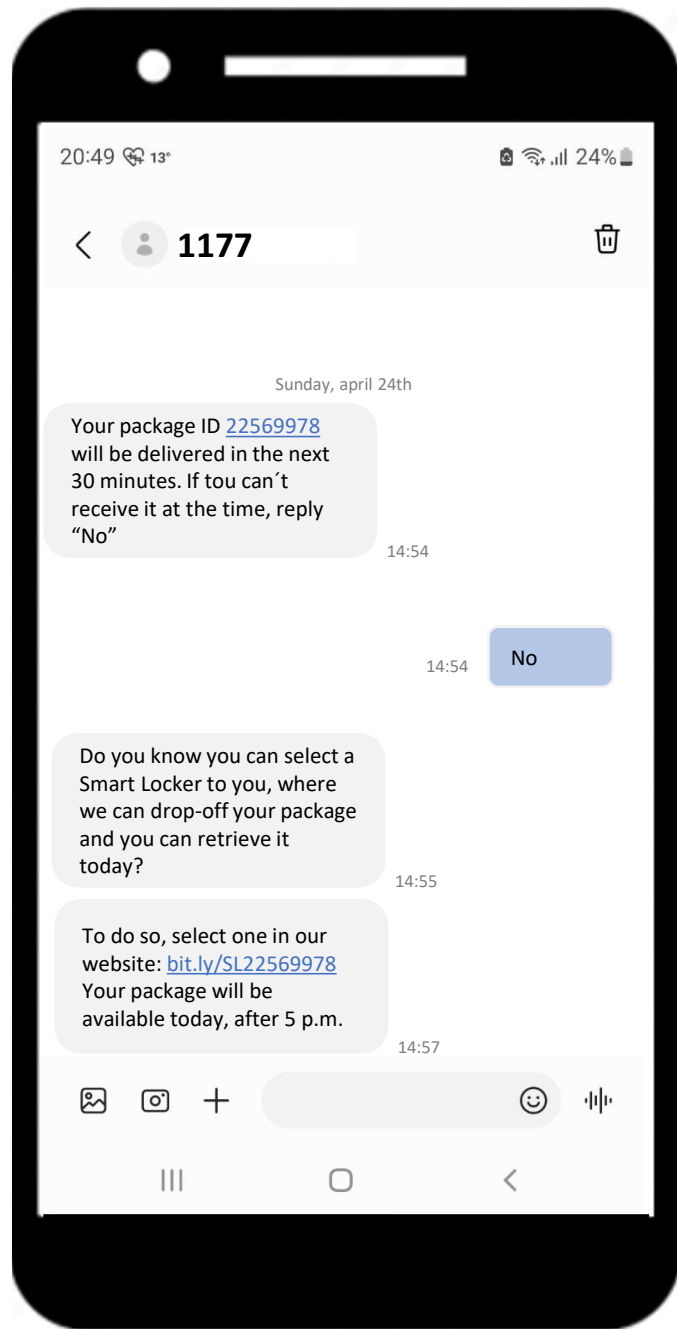 20:49 13°
24%
1177
Sunday, april 24th
Your package ID 22569978
will be delivered in the next
30 minutes. If tou can´t
receive it at the time, reply
“No”
14:54
14:54
No
Do you know you can select a
Smart Locker to you, where
we can drop-off your package
and you can retrieve it
today?
14:55
To do so, select one in our
website: bit.ly/SL22569978
Your package will be
available today, after 5 p.m.
14:57